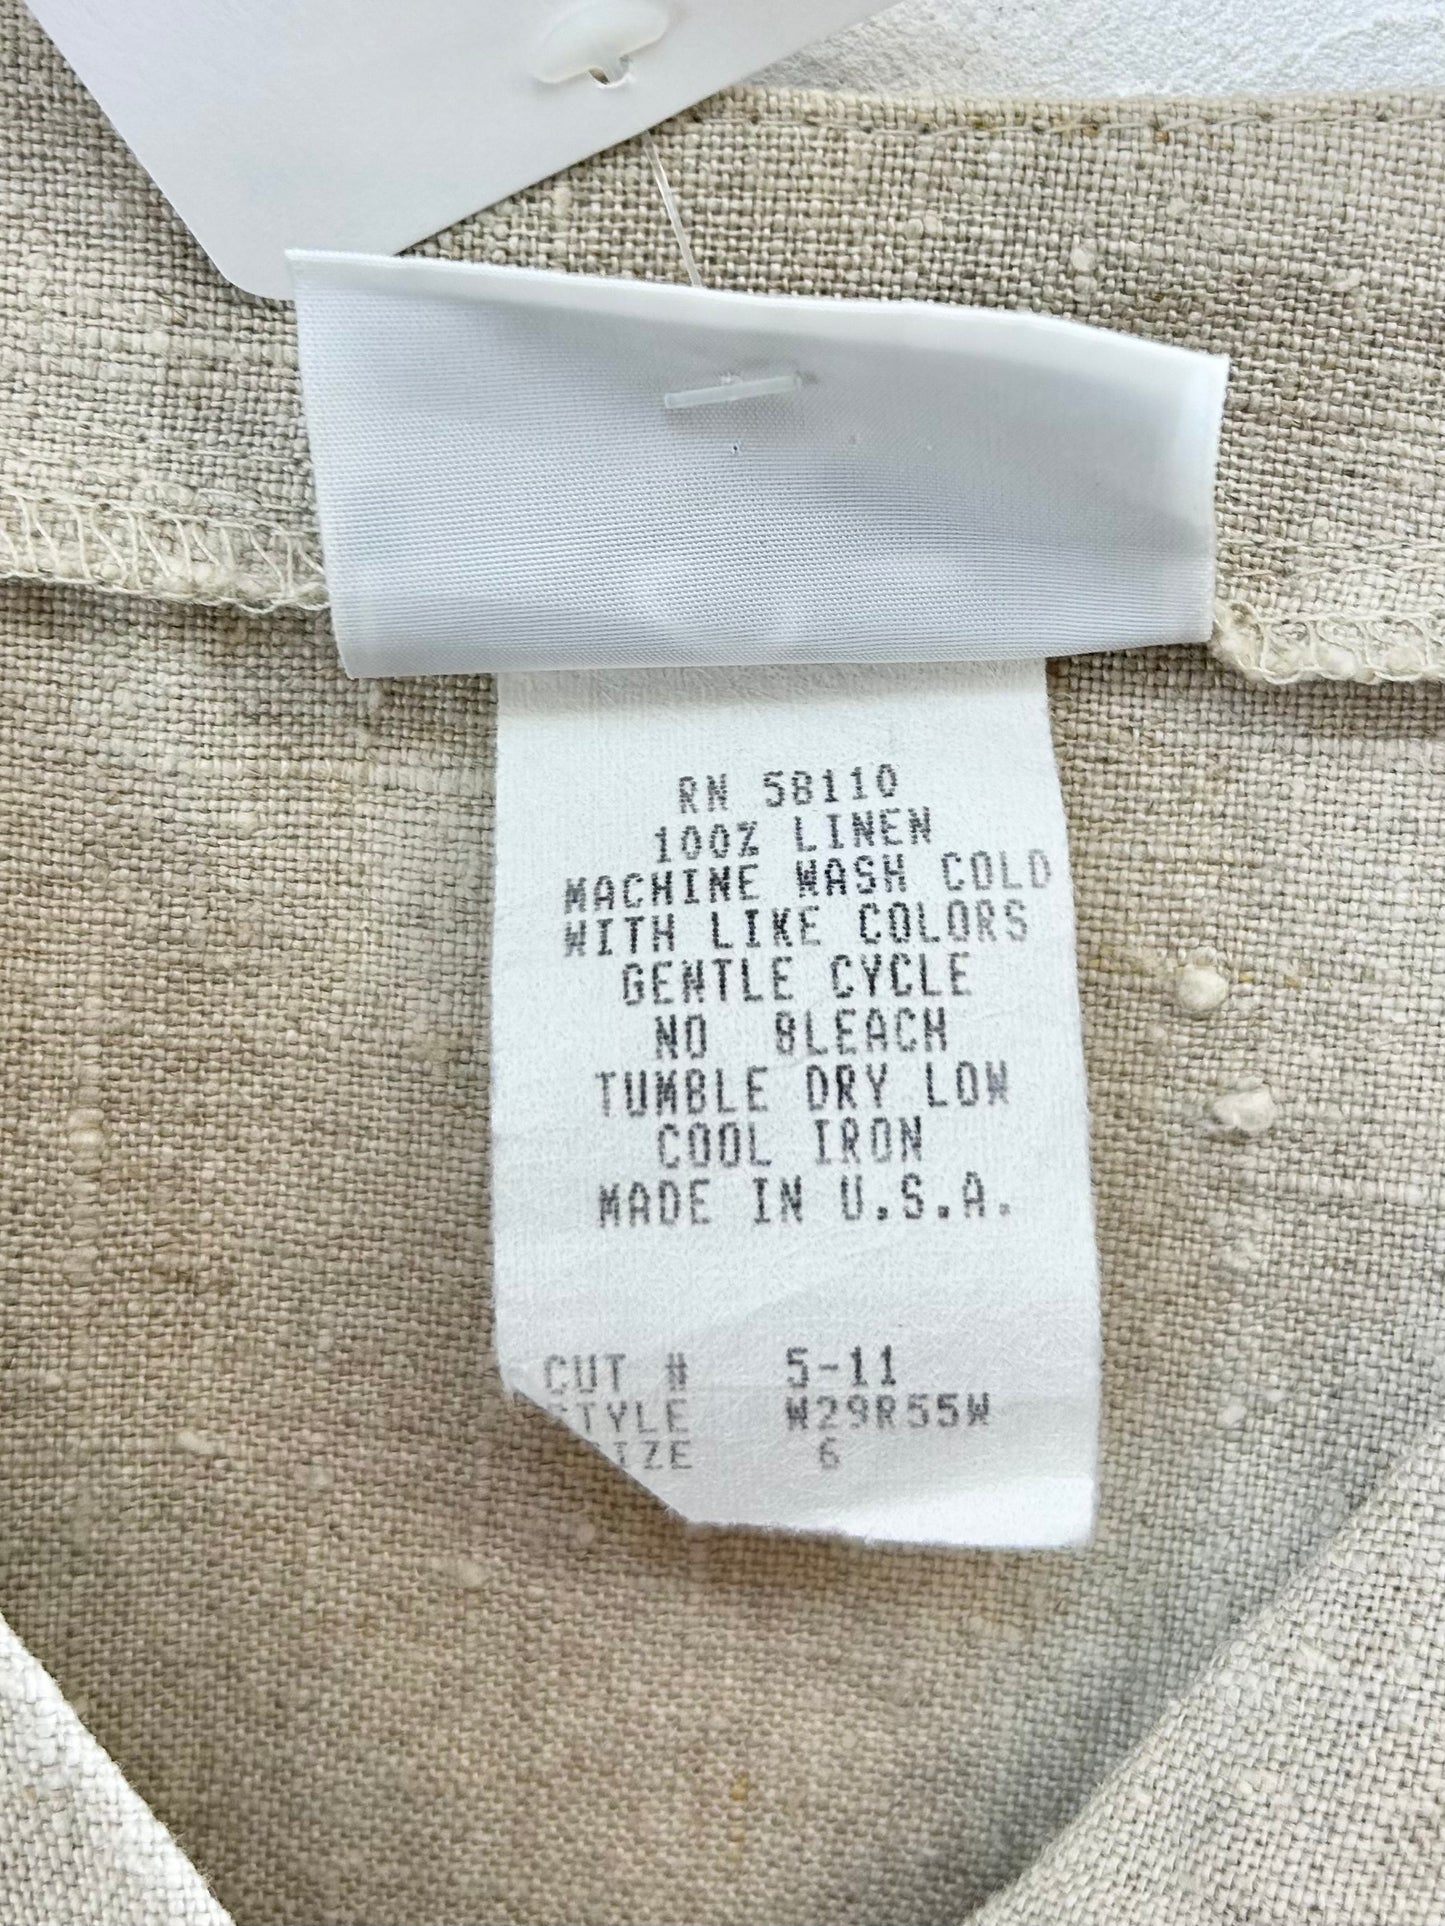 RN 58110
100% LINEN
MACHINE WASH COLD
WITH LIKE COLORS
GENTLE CYCLE
NO BLEACH
TUMBLE DRY LOW
COOL IRON
MADE IN U.S.A.
CUT # 5-11
STYLE W29R55W
SIZE 6